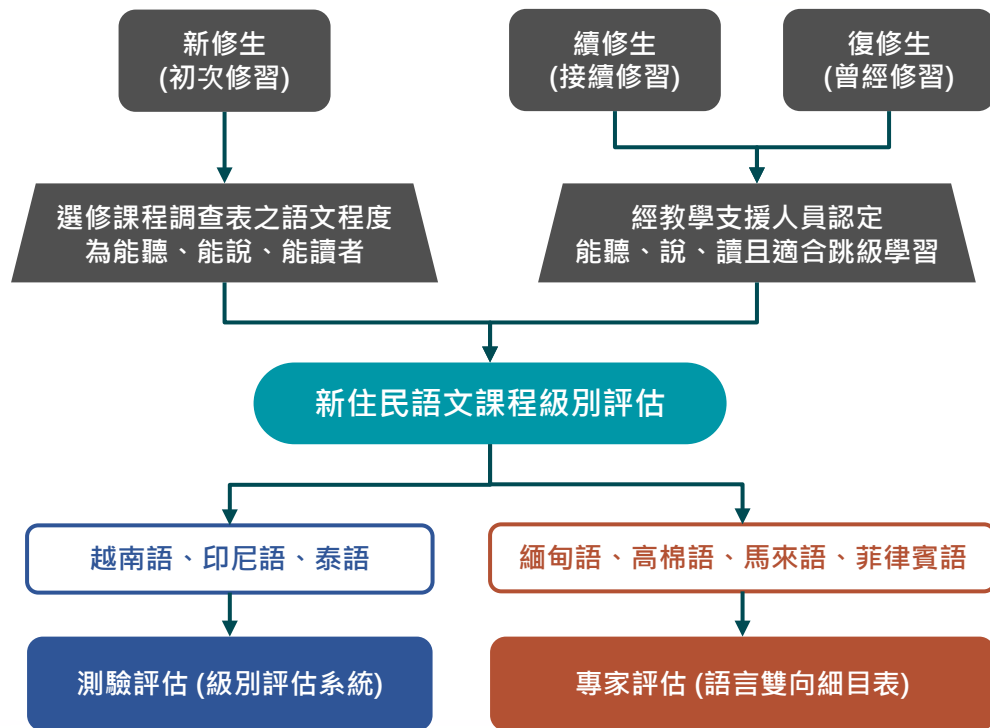 新修生
(初次修習)
續修生
(接續修習)
復修生
(曾經修習)
選修課程調查表之語文程度
為能聽、能說、能讀者
經教學支援人員認定
能聽、說、讀且適合跳級學習
新住民語文課程級別評估
越南語、印尼語、泰語
緬甸語、高棉語、馬來語、菲律賓語
測驗評估 (級別評估系統)
專家評估 (語言雙向細目表)